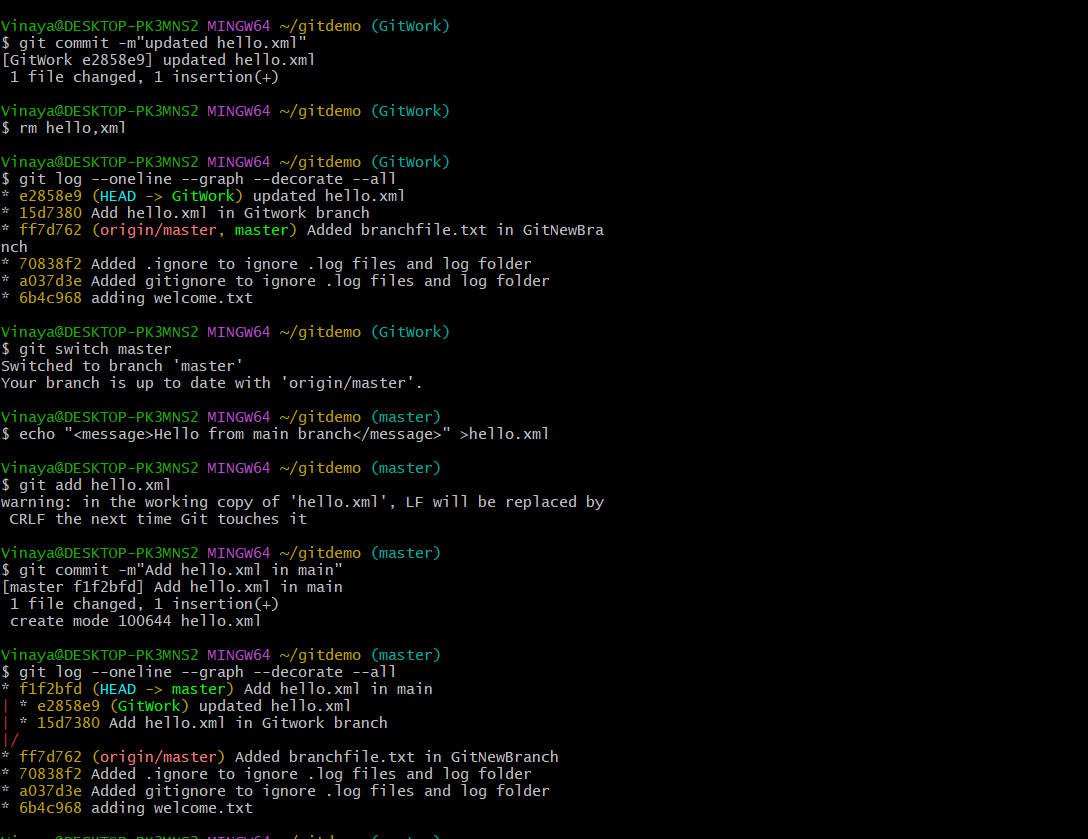 Vinaya@DESKTOP-PK3MNS2 MINGW64 ~/gitdemo (GitWork)
$ git commit -m"updated hello.xml"
[GitWork e2858e9] updated hello.xml
 1 file changed, 1 insertion(+)
Vinaya@DESKTOP-PK3MNS2 MINGW64 ~/gitdemo (GitWork)
$ rm hello,xml
Vinaya@DESKTOP-PK3MNS2 MINGW64 ~/gitdemo (GitWork)
$ git log --oneline --graph --decorate --all
* e2858e9 (HEAD -> GitWork) updated hello.xml
* 15d7380 Add hello.xml in Gitwork branch
* ff7d762 (origin/master, master) Added branchfile.txt in GitNewBra
nch
* 70838f2 Added .ignore to ignore .log files and log folder
* a037d3e Added gitignore to ignore .log files and log folder
* 6b4c968 adding welcome.txt
Vinaya@DESKTOP-PK3MNS2 MINGW64 ~/gitdemo (GitWork)
$ git switch master
Switched to branch 'master'
Your branch is up to date with 'origin/master'.
Vinaya@DESKTOP-PK3MNS2 MINGW64 ~/gitdemo (master)
$ echo "<message>Hello from main branch</message>" >hello.xml
Vinaya@DESKTOP-PK3MNS2 MINGW64 ~/gitdemo (master)
$ git add hello.xml
warning: in the working copy of 'hello.xml', LF will be replaced by
 CRLF the next time Git touches it
Vinaya@DESKTOP-PK3MNS2 MINGW64 ~/gitdemo (master)
$ git commit -m"Add hello.xml in main"
[master f1f2bfd] Add hello.xml in main
 1 file changed, 1 insertion(+)
 create mode 100644 hello.xml
Vinaya@DESKTOP-PK3MNS2 MINGW64 ~/gitdemo (master)
$ git log --oneline --graph --decorate --all
* f1f2bfd (HEAD -> master) Add hello.xml in main
| * e2858e9 (GitWork) updated hello.xml
| * 15d7380 Add hello.xml in Gitwork branch
|/
* ff7d762 (origin/master) Added branchfile.txt in GitNewBranch
* 70838f2 Added .ignore to ignore .log files and log folder
* a037d3e Added gitignore to ignore .log files and log folder
* 6b4c968 adding welcome.txt